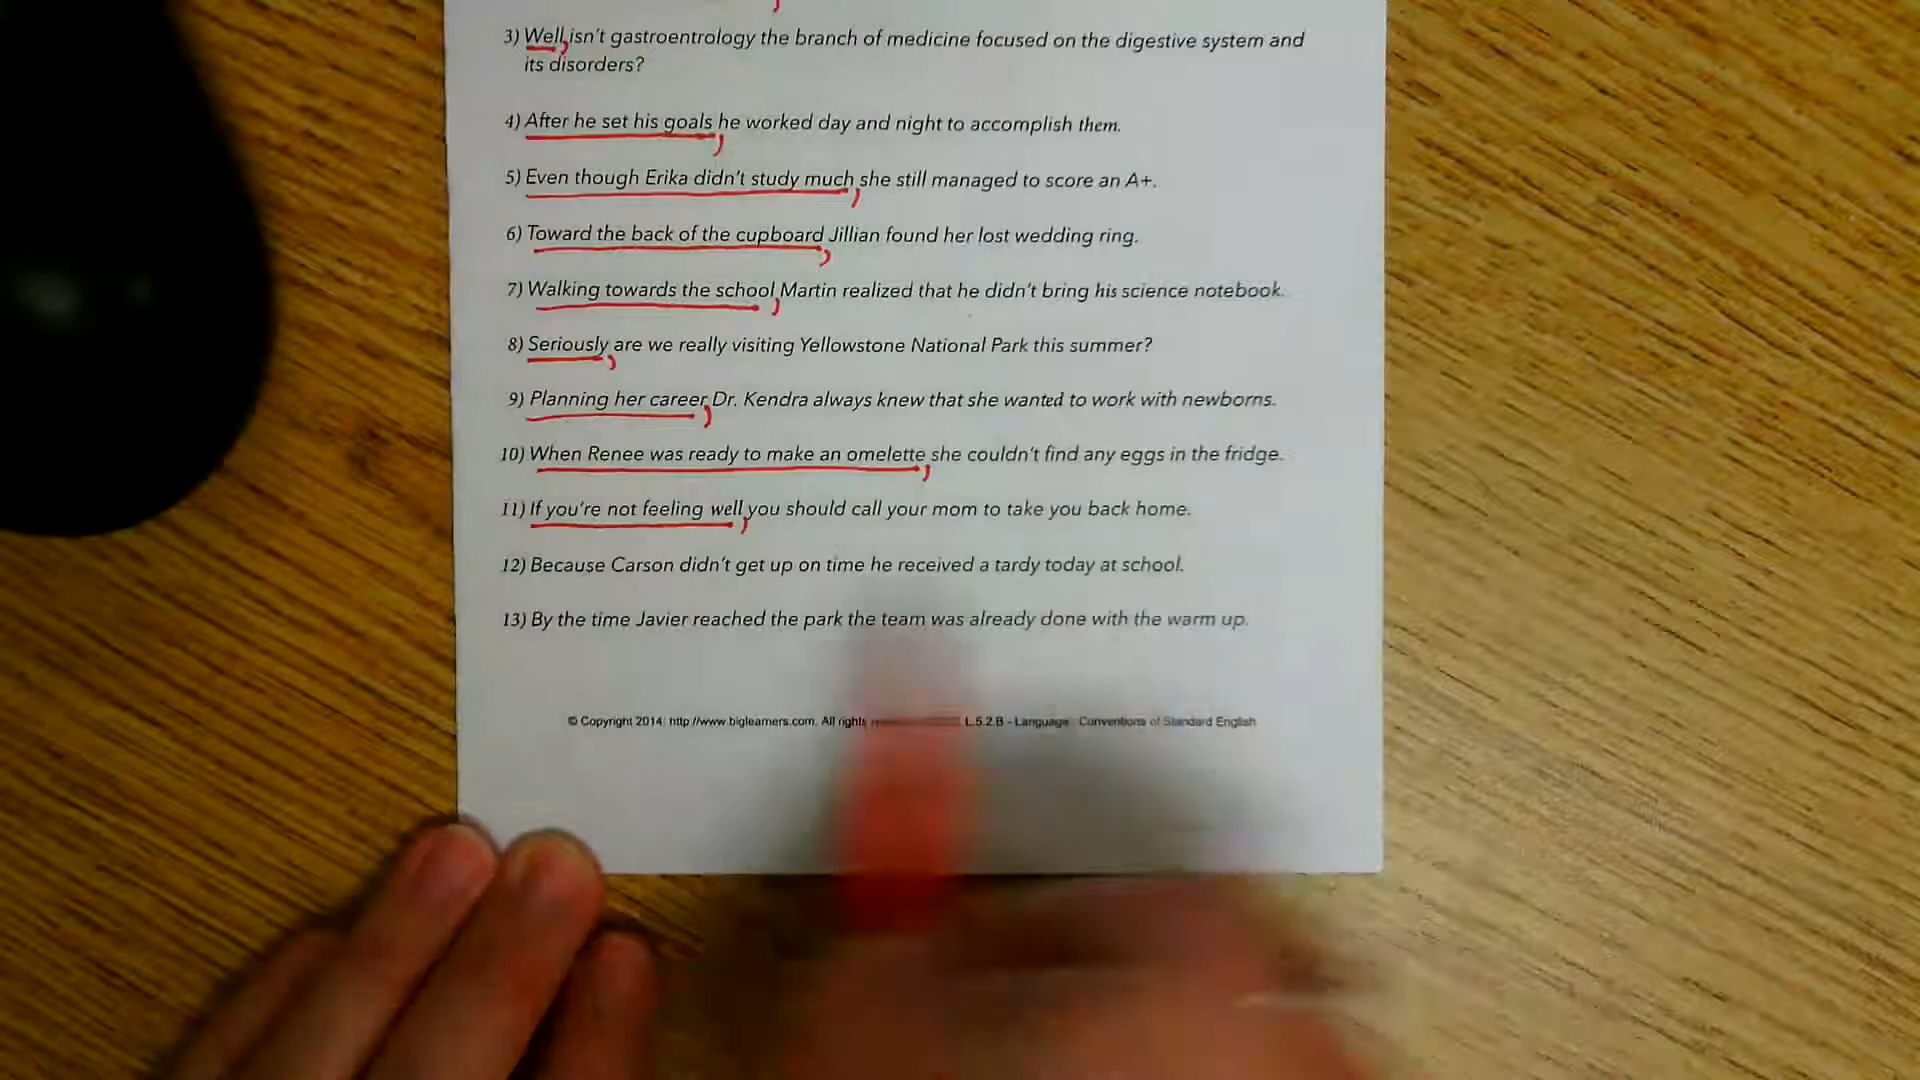 3) Well, isn't gastroentrology the branch of medicine focused on the digestive system and
its disorders?
4) After he set his goals, he worked day and night to accomplish them.
5) Even though Erika didn't study much, she still managed to score an A+.
6) Toward the back of the cupboard, Jillian found her lost wedding ring.
7) Walking towards the school, Martin realized that he didn't bring his science notebook.
8) Seriously, are we really visiting Yellowstone National Park this summer?
9) Planning her career, Dr. Kendra always knew that she wanted to work with newborns.
10) When Renee was ready to make an omelette, she couldn't find any eggs in the fridge.
11) If you're not feeling well, you should call your mom to take you back home.
12) Because Carson didn't get up on time he received a tardy today at school.
13) By the time Javier reached the park the team was already done with the warm up.
© Copyright 2014: http://www.biglearners.com. All rights L.5.2.B - Language: Conventions of Standard English